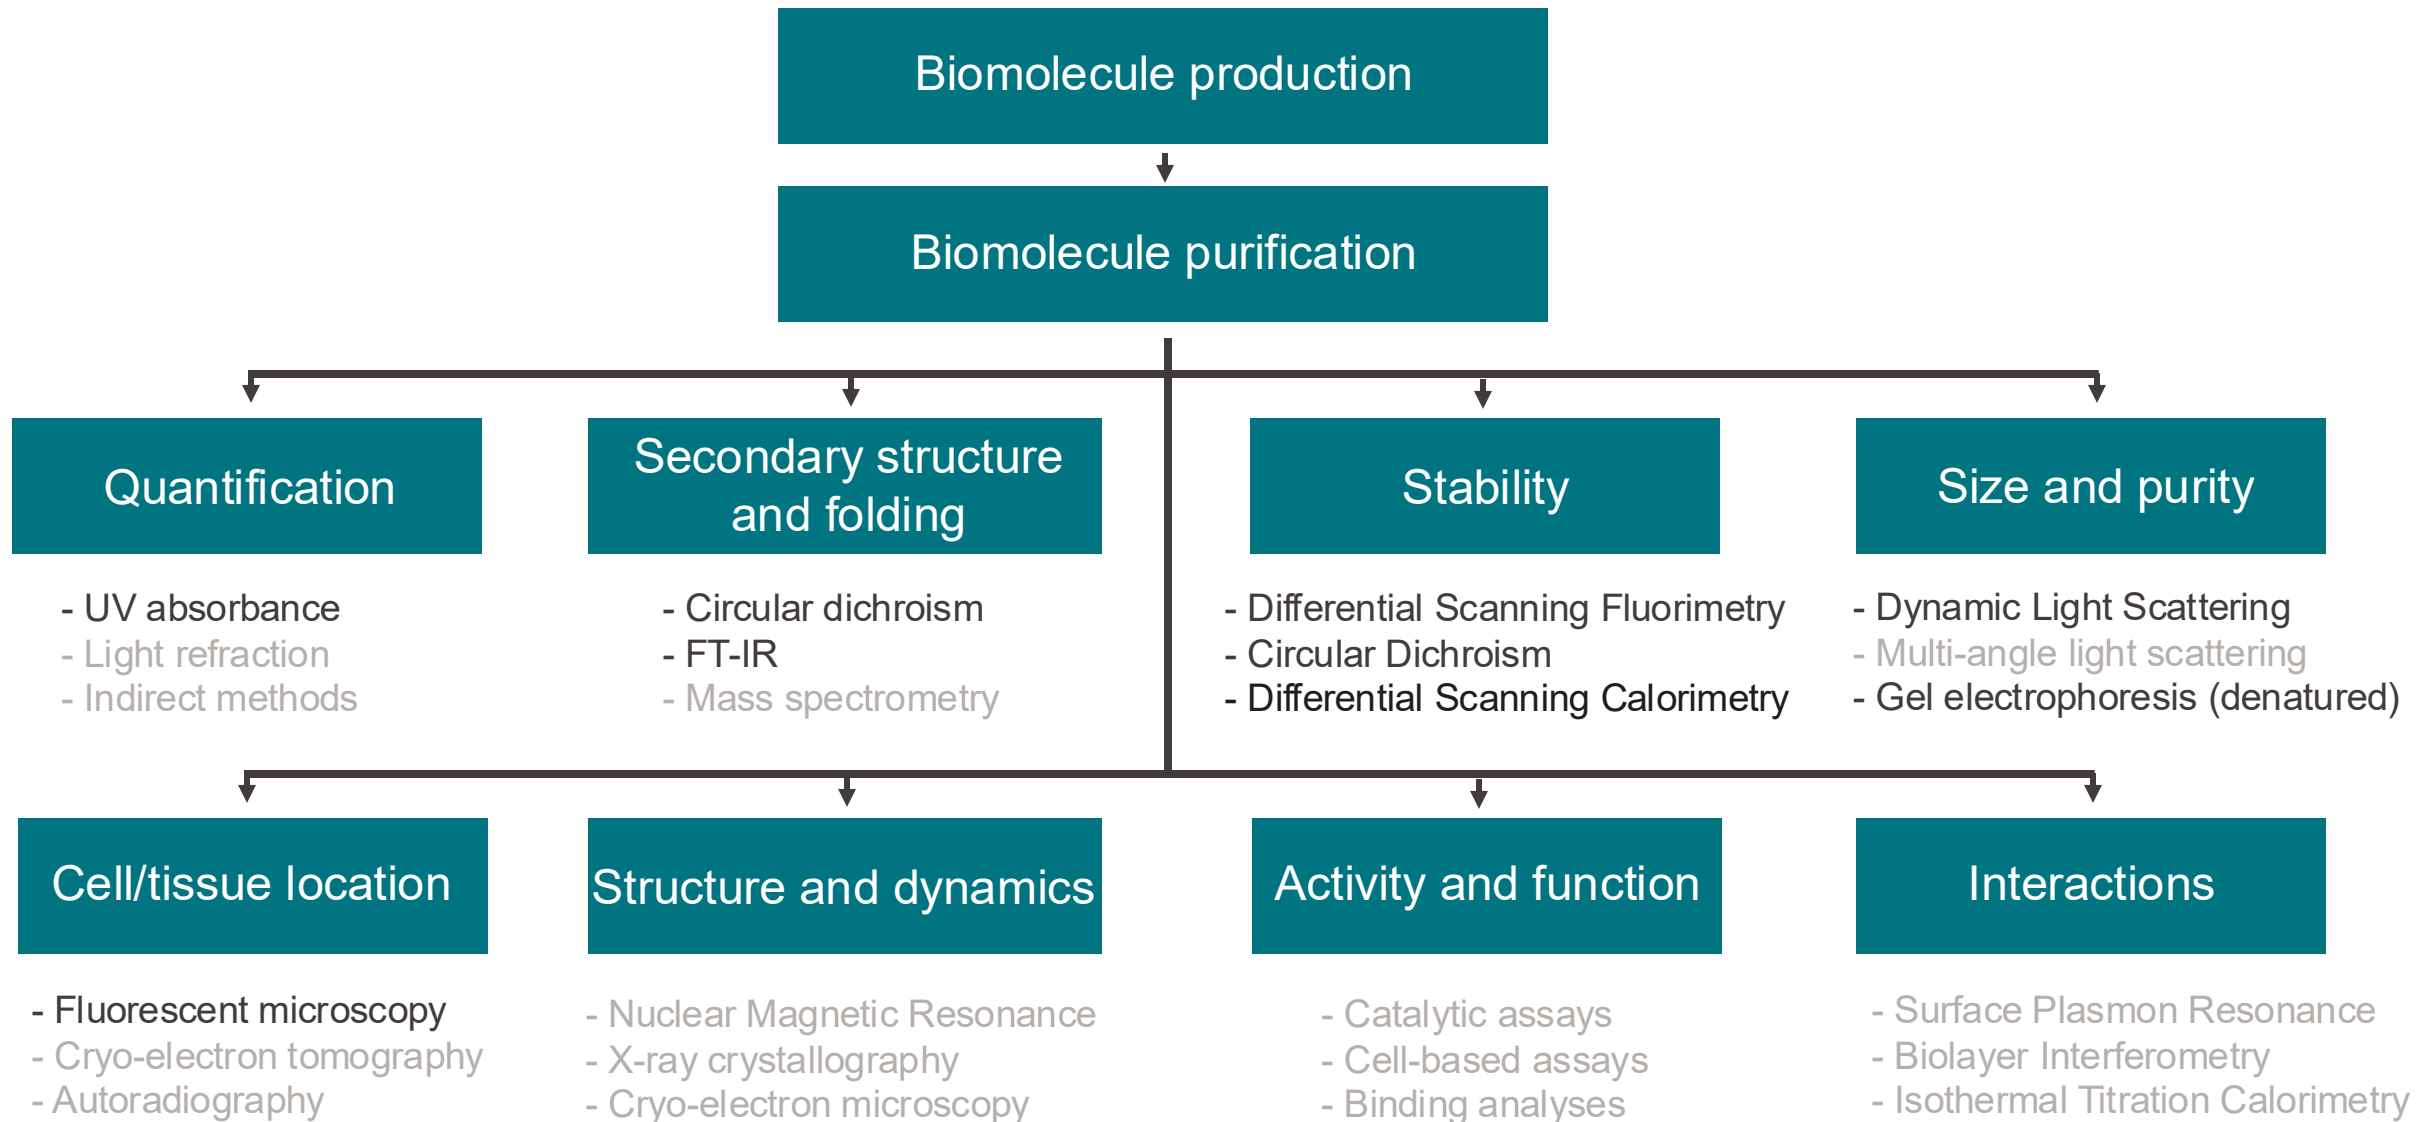 Biomolecule production
Biomolecule purification
Quantification
Secondary structure
and folding
Stability
Size and purity
- UV absorbance
- Light refraction
- Indirect methods
- Circular dichroism
- FT-IR
- Mass spectrometry
- Differential Scanning Fluorimetry
- Circular Dichroism
- Differential Scanning Calorimetry
- Dynamic Light Scattering
- Multi-angle light scattering
- Gel electrophoresis (denatured)
Cell/tissue location
Structure and dynamics
Activity and function
Interactions
- Fluorescent microscopy
- Cryo-electron tomography
- Autoradiography
- Nuclear Magnetic Resonance
- X-ray crystallography
- Cryo-electron microscopy
- Catalytic assays
- Cell-based assays
- Binding analyses
- Surface Plasmon Resonance
- Biolayer Interferometry
- Isothermal Titration Calorimetry